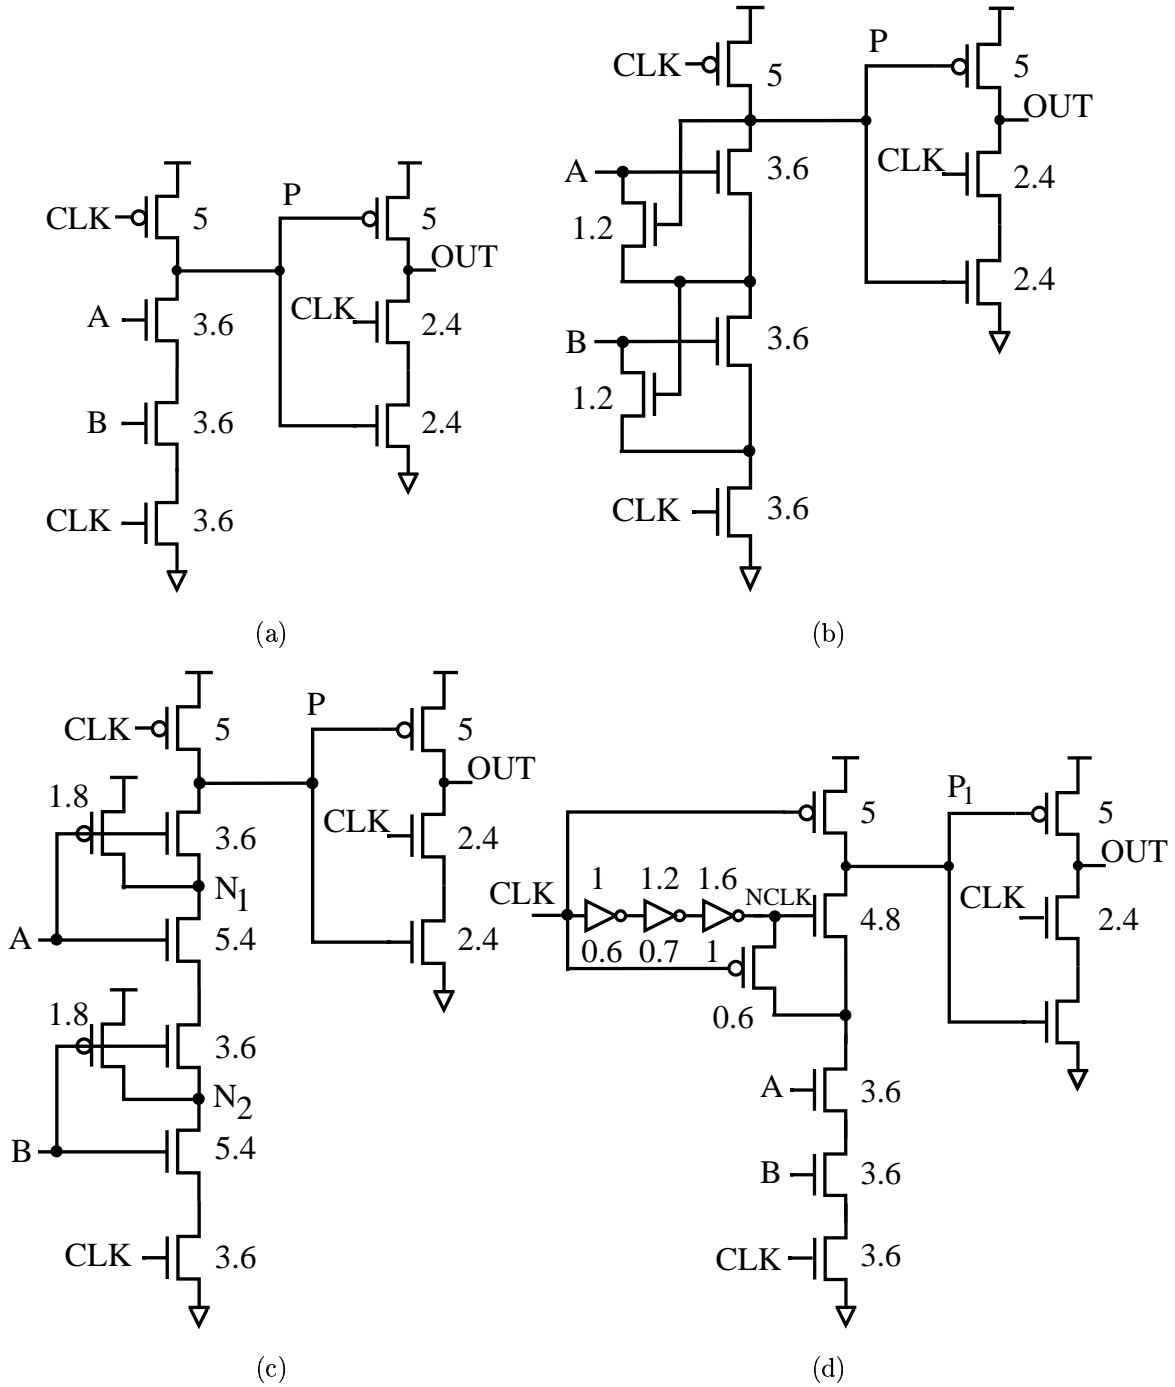 CLK 5
P
5
OUT
A 3.6
CLK 2.4
B 3.6
2.4
CLK 3.6
(a)
CLK 5
P
5
OUT
A 3.6
CLK 2.4
1.2
2.4
B 3.6
1.2
CLK 3.6
(b)
CLK 5
P
5
OUT
1.8
3.6
CLK 2.4
N1
A 5.4
2.4
1.8
3.6
N2
B 5.4
CLK 3.6
(c)
5
P1
5
OUT
CLK 1 1.2 1.6 NCLK
4.8
CLK 2.4
0.6 0.7 1
0.6
A 3.6
B 3.6
CLK 3.6
(d)